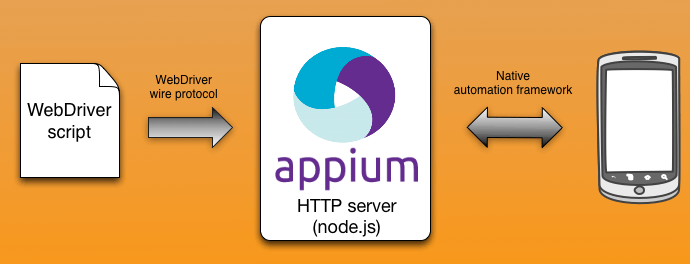 WebDriver
script
WebDriver
wire protocol
appium
HTTP server
(node.js)
Native
automation framework